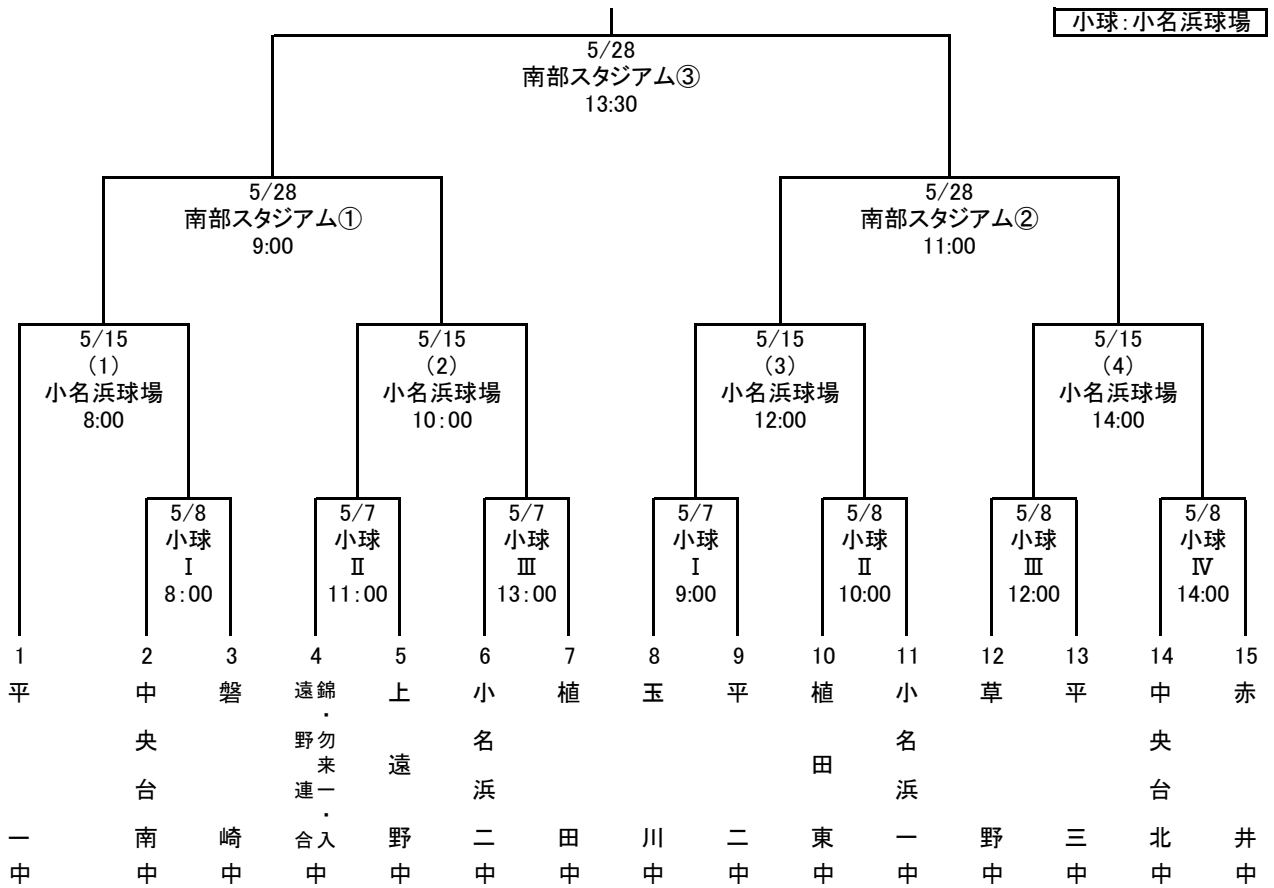 小球:小名浜球場
5/28
南部スタジアム③
13:30
5/28
南部スタジアム①
9:00
5/28
南部スタジアム②
11:00
5/15
(1)
小名浜球場
8:00
5/15
(2)
小名浜球場
10:00
5/15
(3)
小名浜球場
12:00
5/15
(4)
小名浜球場
14:00
5/8
小球
Ⅰ
8:00
5/7
小球
Ⅱ
11:00
5/7
小球
Ⅲ
13:00
5/7
小球
Ⅰ
9:00
5/8
小球
Ⅱ
10:00
5/8
小球
Ⅲ
12:00
5/8
小球
Ⅳ
14:00
1
平一中
2
中央台南中
3
磐崎中
4
錦・勿来一・入
遠野連合
中
5
上遠野中
6
小名浜二中
7
植田中
8
玉川中
9
平二中
10
植田東中
11
小名浜一中
12
草野中
13
平三中
14
中央台北中
15
赤井中